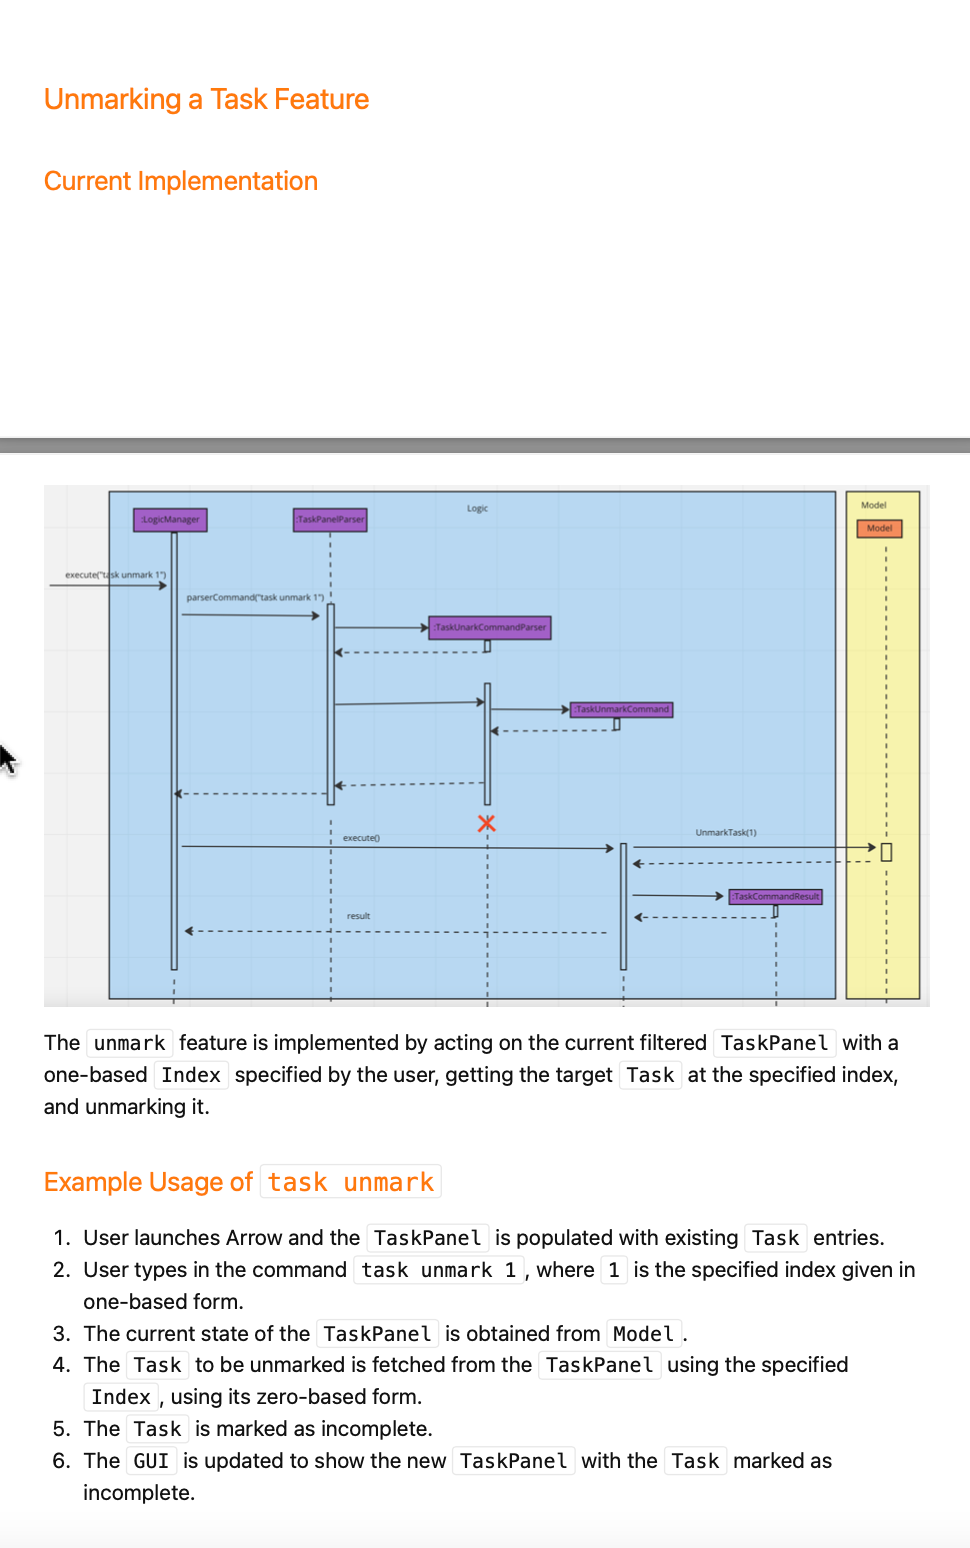 Unmarking a Task Feature
Current Implementation
Logic
Model
:LogicManager
:TaskPanelParser
Model
execute("task unmark 1")
parserCommand("task unmark 1")
:TaskUnarkCommandParser
:TaskUnmarkCommand
UnmarkTask(1)
execute()
:TaskCommandResult
result
The unmark feature is implemented by acting on the current filtered TaskPanel with a
one-based Index specified by the user, getting the target Task at the specified index,
and unmarking it.
Example Usage of task unmark
1. User launches Arrow and the TaskPanel is populated with existing Task entries.
2. User types in the command task unmark 1 , where 1 is the specified index given in
one-based form.
3. The current state of the TaskPanel is obtained from Model .
4. The Task to be unmarked is fetched from the TaskPanel using the specified
Index , using its zero-based form.
5. The Task is marked as incomplete.
6. The GUI is updated to show the new TaskPanel with the Task marked as
incomplete.